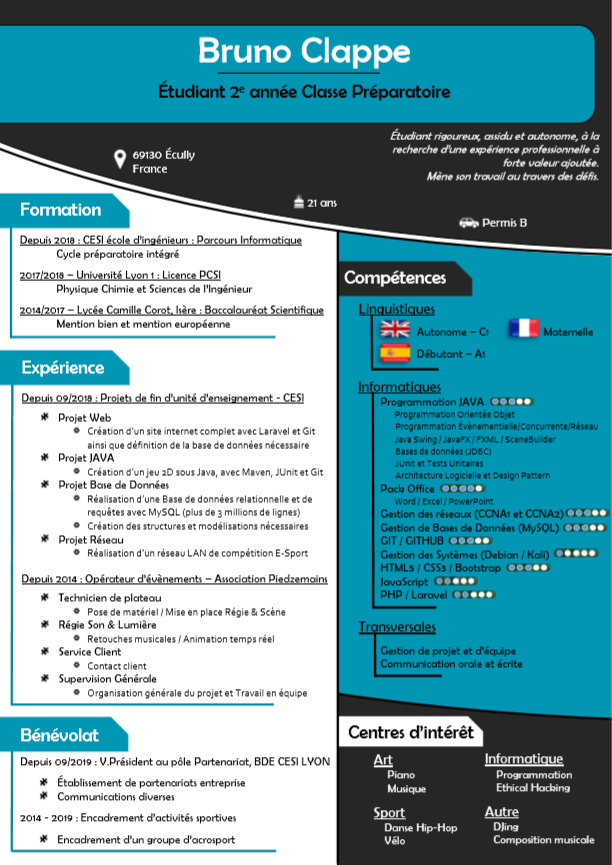 Bruno Clappe
Étudiant 2e année Classe Préparatoire
Étudiant rigoureux, assidu et autonome, à la
recherche d'une expérience professionnelle à
forte valeur ajoutée.
Mène son travail au travers des défis.
69130 Écully
France
21 ans
Permis B
Formation
Depuis 2018 : CESI école d'ingénieurs : Parcours Informatique
Cycle préparatoire intégré
2017/2018 – Université Lyon 1 : Licence PCSI
Physique Chimie et Sciences de l'Ingénieur
2014/2017 – Lycée Camille Corot, Isère : Baccalauréat Scientifique
Mention bien et mention européenne
Expérience
Depuis 09/2018 : Projets de fin d'unité d'enseignement - CESI
Projet Web
Création d'un site internet complet avec Laravel et Git
ainsi que définition de la base de données nécessaire
Projet JAVA
Création d'un jeu 2D sous Java, avec Maven, JUnit et Git
Projet Base de Données
Réalisation d'une Base de données relationnelle et de
requêtes avec MySQL (plus de 3 millions de lignes)
Création des structures et modélisations nécessaires
Projet Réseau
Réalisation d'un réseau LAN de compétition E-Sport
Depuis 2014 : Opérateur d'évènements – Association Piedzemains
Technicien de plateau
Pose de matériel / Mise en place Régie & Scène
Régie Son & Lumière
Retouches musicales / Animation temps réel
Service Client
Contact client
Supervision Générale
Organisation générale du projet et Travail en équipe
Bénévolat
Depuis 09/2019 : V.Président au pôle Partenariat, BDE CESI LYON
Établissement de partenariats entreprise
Communications diverses
2014 - 2019 : Encadrement d'activités sportives
Encadrement d'un groupe d'acrosport
Compétences
Linguistiques
Autonome – C1
Maternelle
Débutant – A1
Informatiques
Programmation JAVA
Programmation Orientée Objet
Programmation Évènementielle/Concurrente/Réseau
Java Swing / JavaFX / FXML / SceneBuilder
Bases de données (JDBC)
JUnit et Tests Unitaires
Architecture Logicielle et Design Pattern
Pack Office
Word / Excel / PowerPoint
Gestion des réseaux (CCNA1 et CCNA2)
Gestion de Bases de Données (MySQL)
GIT / GITHUB
Gestion des Systèmes (Debian / Kali)
HTML5 / CSS3 / Bootstrap
JavaScript
PHP / Laravel
Transversales
Gestion de projet et d'équipe
Communication orale et écrite
Centres d'intérêt
Art
Piano
Musique
Informatique
Programmation
Ethical Hacking
Sport
Danse Hip-Hop
Vélo
Autre
DJing
Composition musicale